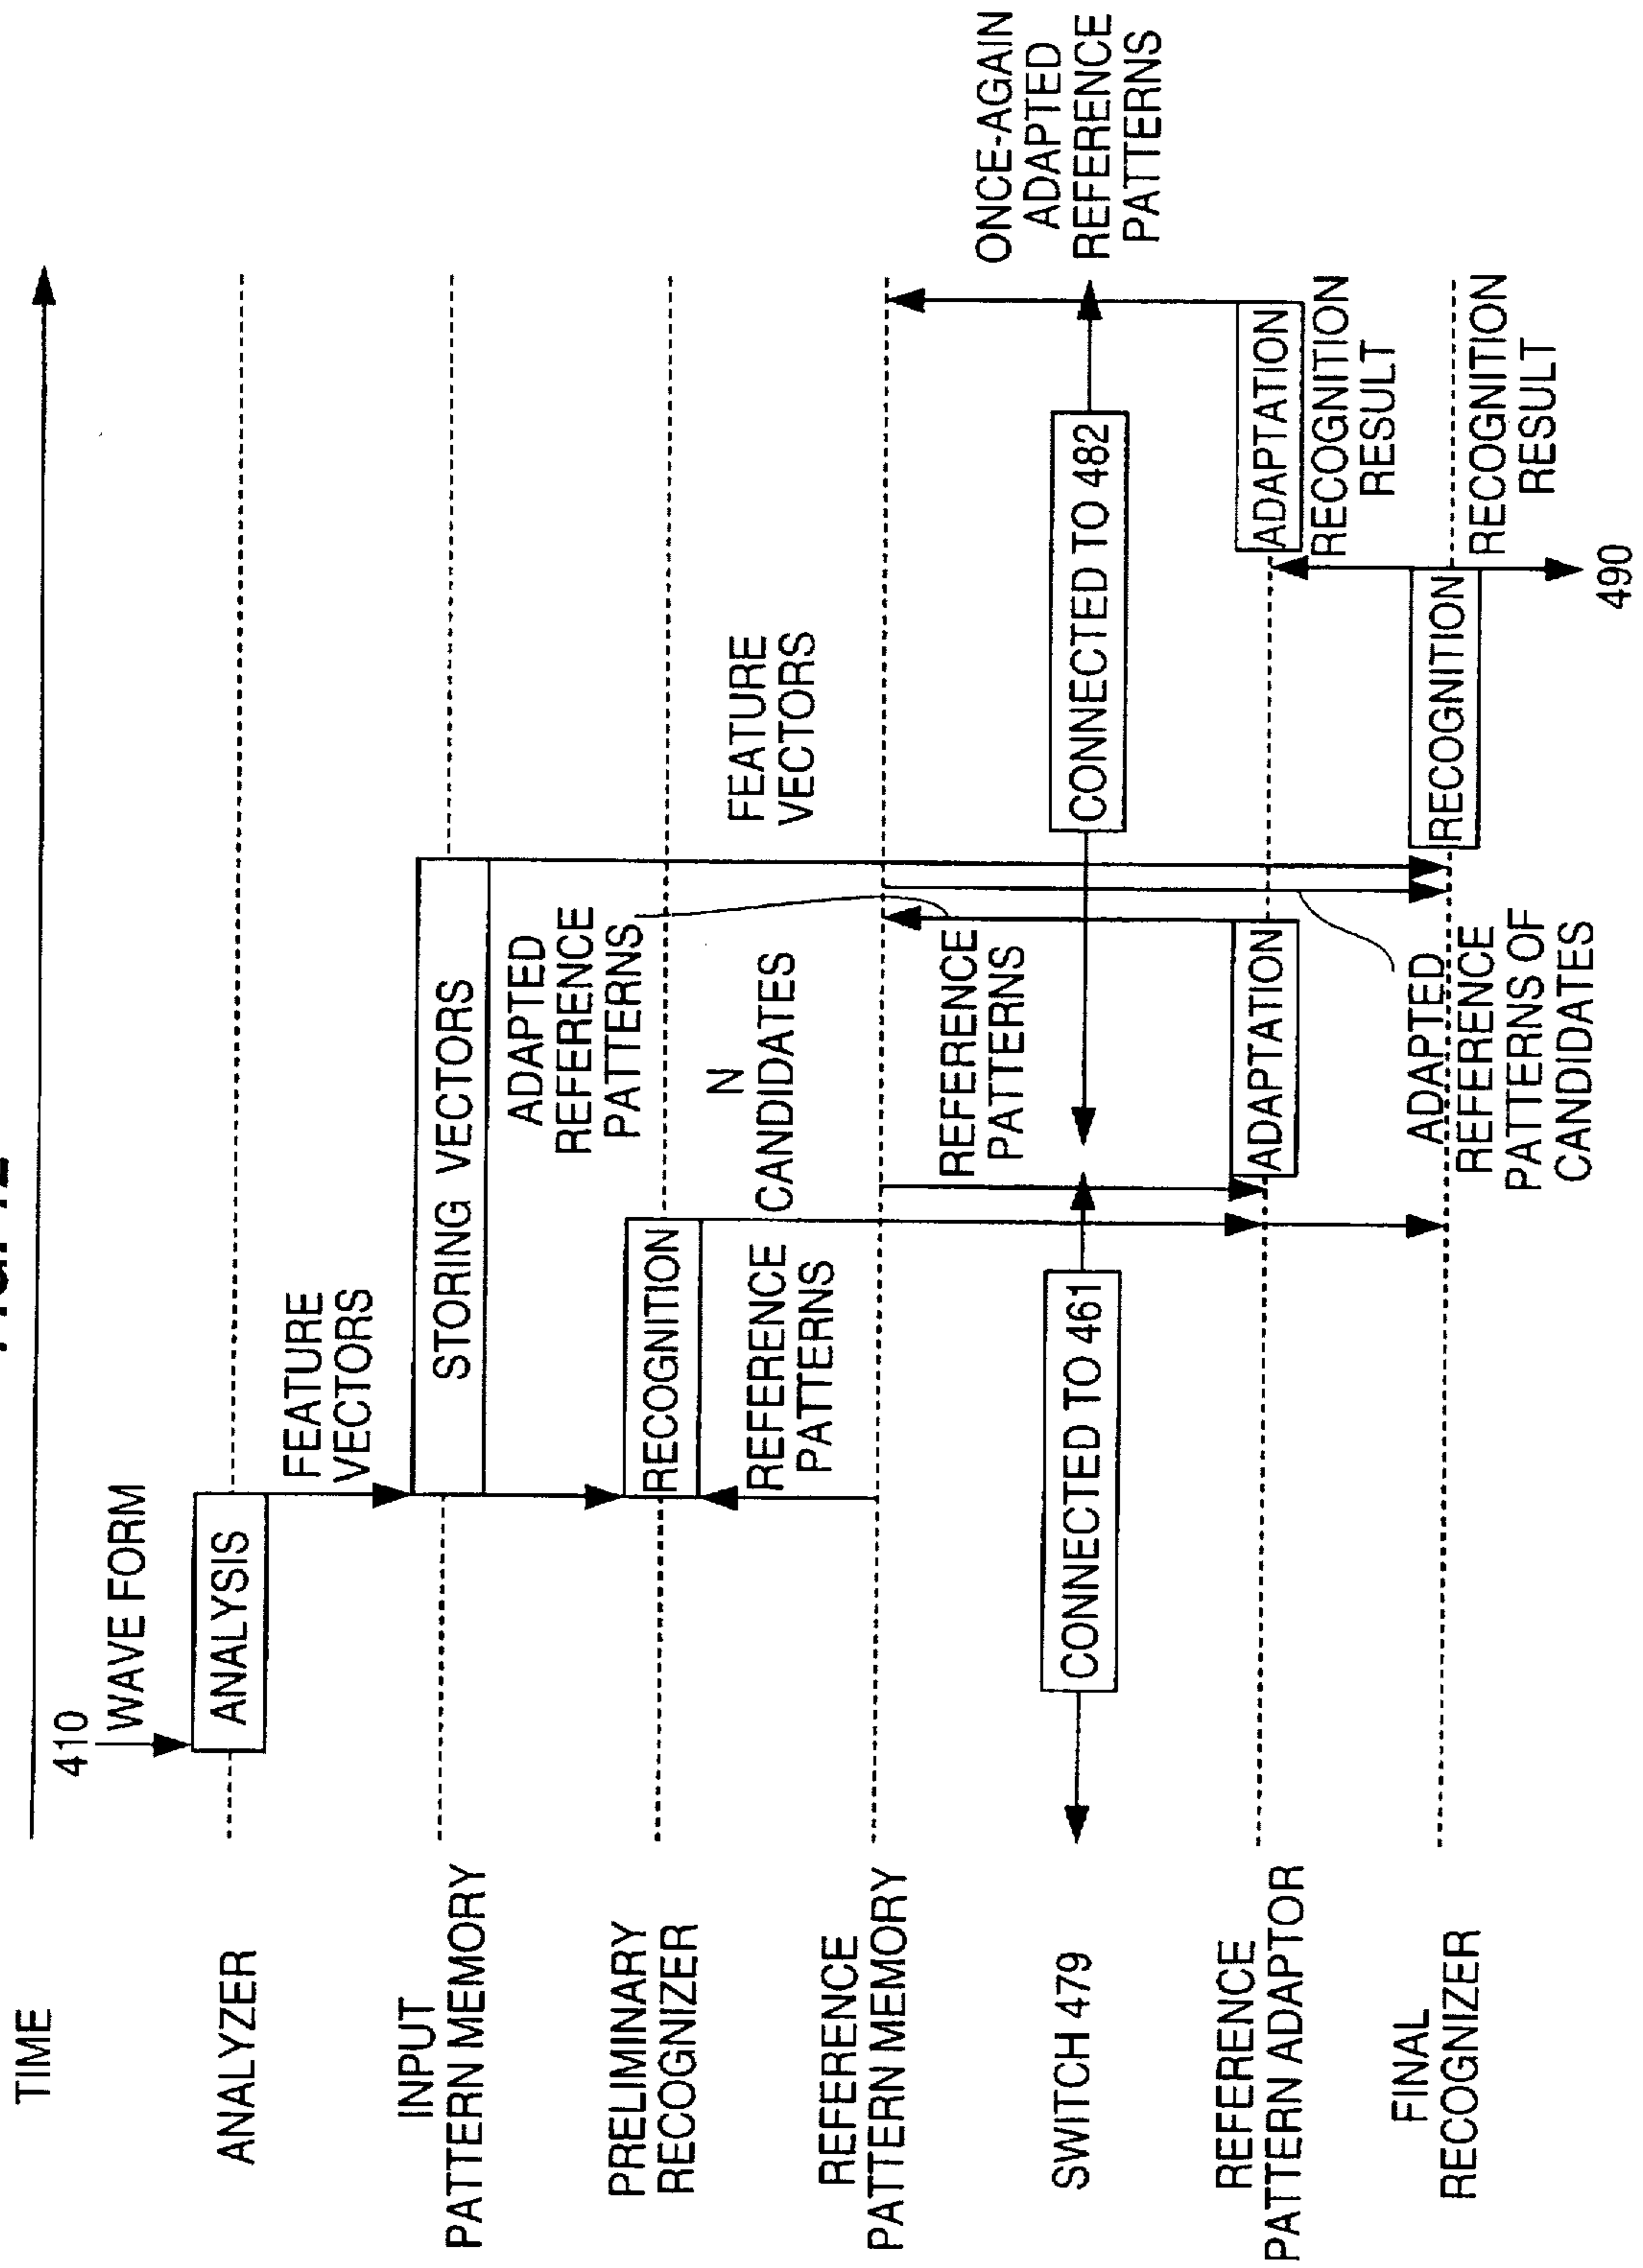 TIME
410
WAVE FORM
ANALYZER
ANALYSIS
FEATURE
VECTORS
INPUT
PATTERN MEMORY
STORING VECTORS
PRELIMINARY
RECOGNIZER
RECOGNITION
ADAPTED
REFERENCE
PATTERNS
REFERENCE
PATTERNS
N
CANDIDATES
FEATURE
VECTORS
REFERENCE
PATTERN MEMORY
REFERENCE
PATTERNS
SWITCH 479
CONNECTED TO 461
CONNECTED TO 482
ONCE-AGAIN
ADAPTED
REFERENCE
PATTERNS
REFERENCE
PATTERN ADAPTOR
ADAPTATION
ADAPTATION
RECOGNITION
RESULT
FINAL
RECOGNIZER
ADAPTED
REFERENCE
PATTERNS OF
CANDIDATES
RECOGNITION
RECOGNITION
RESULT
490